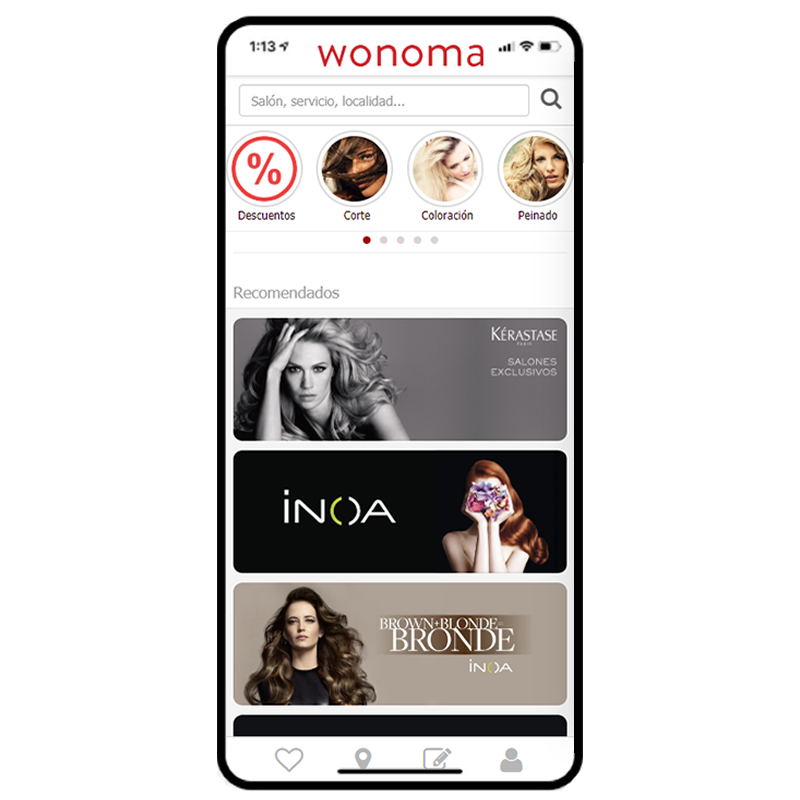 1:13
wonoma
Salón, servicio, localidad...
%
Descuentos
Corte
Coloración
Peinado
Recomendados
KÉRASTASE
PARIS
SALONES
EXCLUSIVOS
iNOA
BROWN+BLONDE=
BRONDE
iNOA